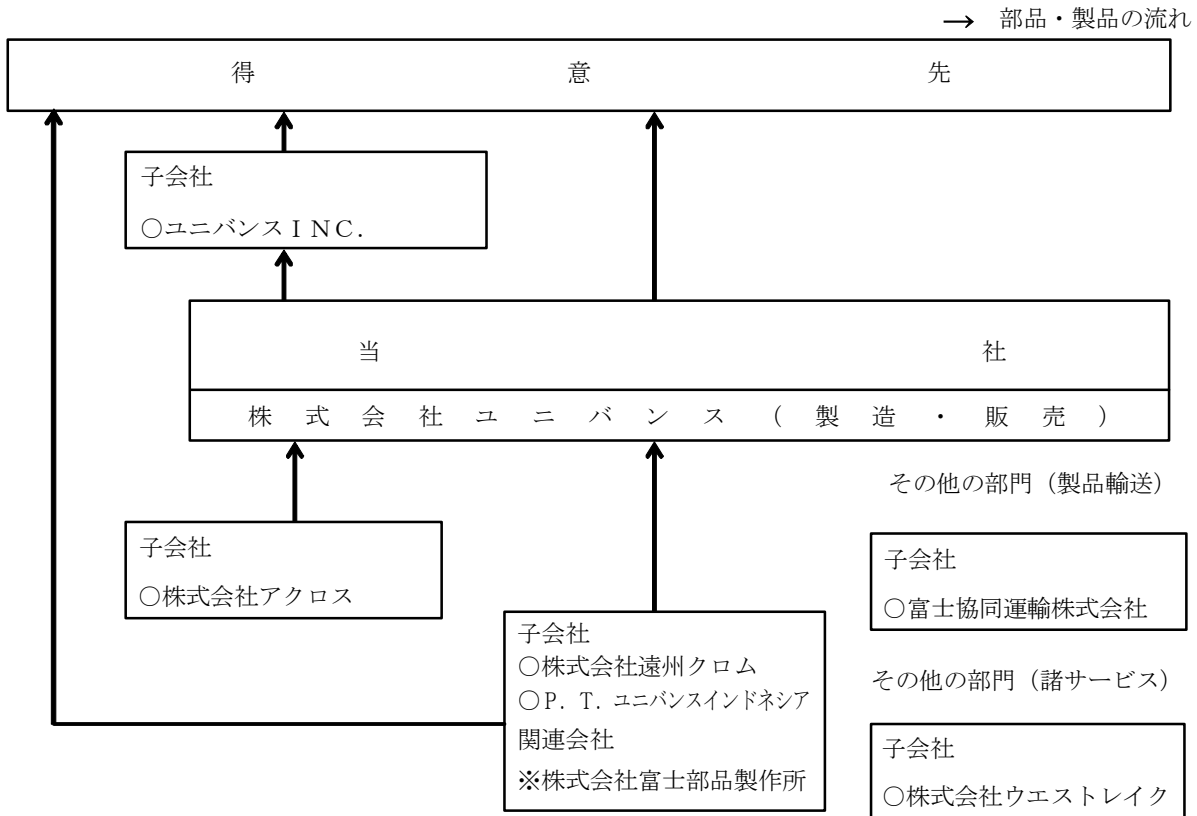 → 部品・製品の流れ
得意先
子会社
○ユニバンスＩＮＣ．
当社
株式会社ユニバンス（製造・販売）
その他の部門（製品輸送）
子会社
○株式会社アクロス
子会社
○富士協同運輸株式会社
子会社
○株式会社遠州クロム
○Ｐ．Ｔ．ユニバンスインドネシア
関連会社
※株式会社富士部品製作所
その他の部門（諸サービス）
子会社
○株式会社ウエストレイク